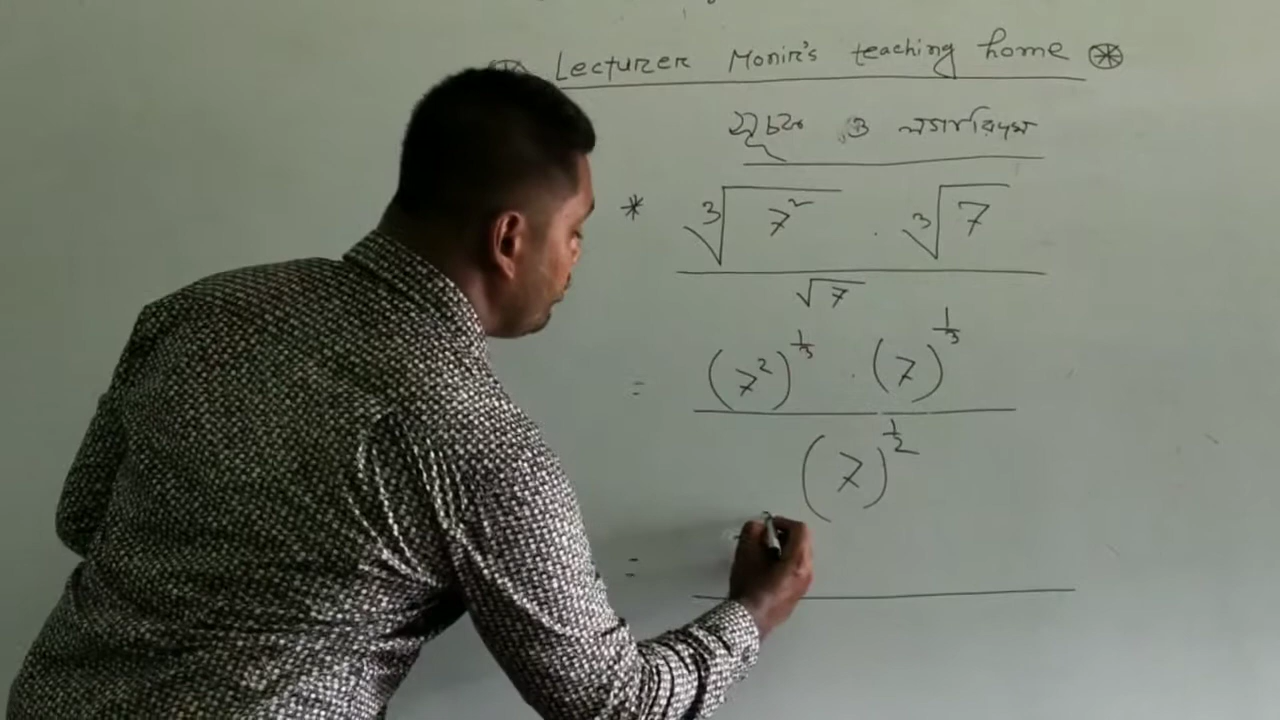 Lecturer Monir's teaching home
সূচক ও লগারিদম
* ∛7² · ∛7
√7
= (7²)^1/3 · (7)^1/3
(7)^1/2
=